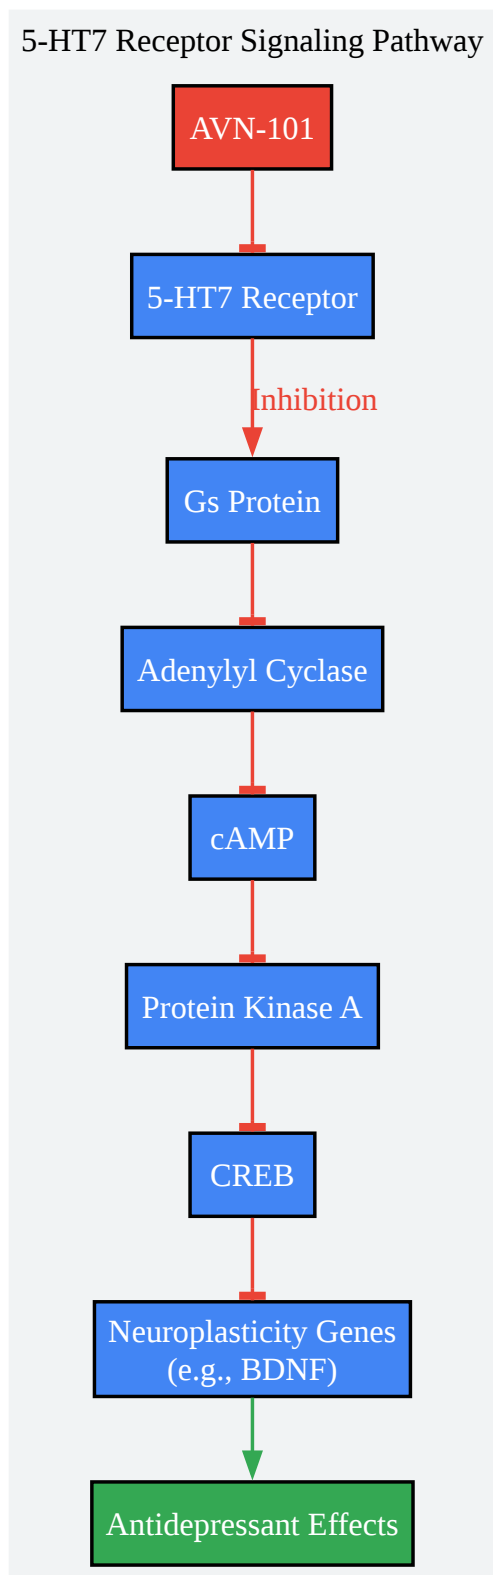 5-HT7 Receptor Signaling Pathway
AVN-101
5-HT7 Receptor
Inhibition
Gs Protein
Adenylyl Cyclase
cAMP
Protein Kinase A
CREB
Neuroplasticity Genes
(e.g., BDNF)
Antidepressant Effects